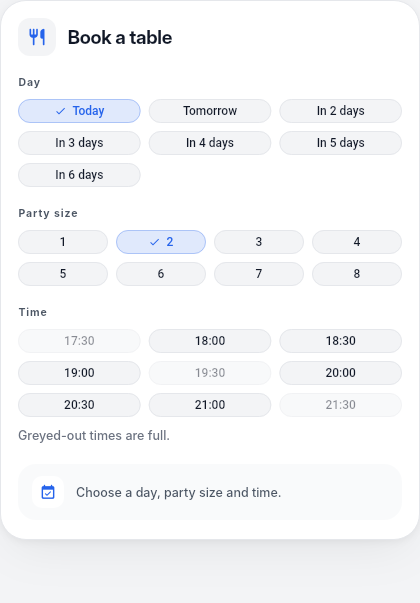 Book a table
Day
Today Tomorrow In 2 days
In 3 days In 4 days In 5 days
In 6 days
Party size
1 2 3 4
5 6 7 8
Time
17:30 18:00 18:30
19:00 19:30 20:00
20:30 21:00 21:30
Greyed-out times are full.
Choose a day, party size and time.